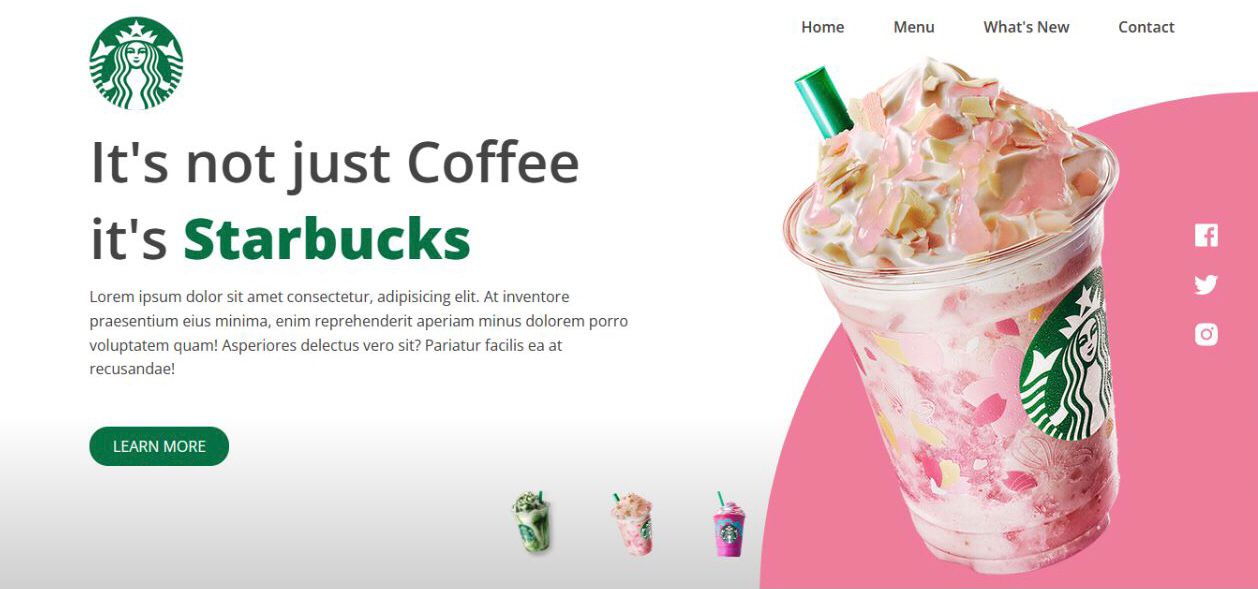 Home Menu What's New Contact
It's not just Coffee
it's Starbucks
Lorem ipsum dolor sit amet consectetur, adipisicing elit. At inventore
praesentium eius minima, enim reprehenderit aperiam minus dolorem porro
voluptatem quam! Asperiores delectus vero sit? Pariatur facilis ea at
recusandae!
LEARN MORE